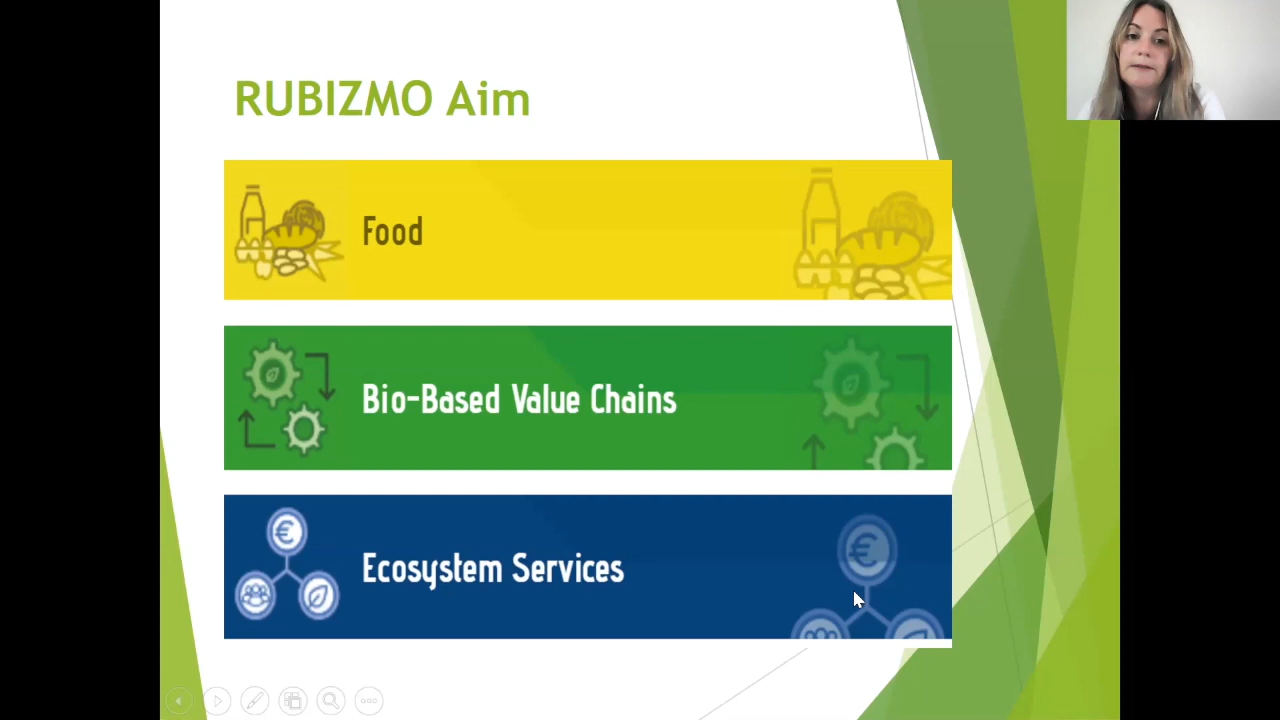 RUBIZMO Aim
Food
Bio-Based Value Chains
€
€
Ecosystem Services